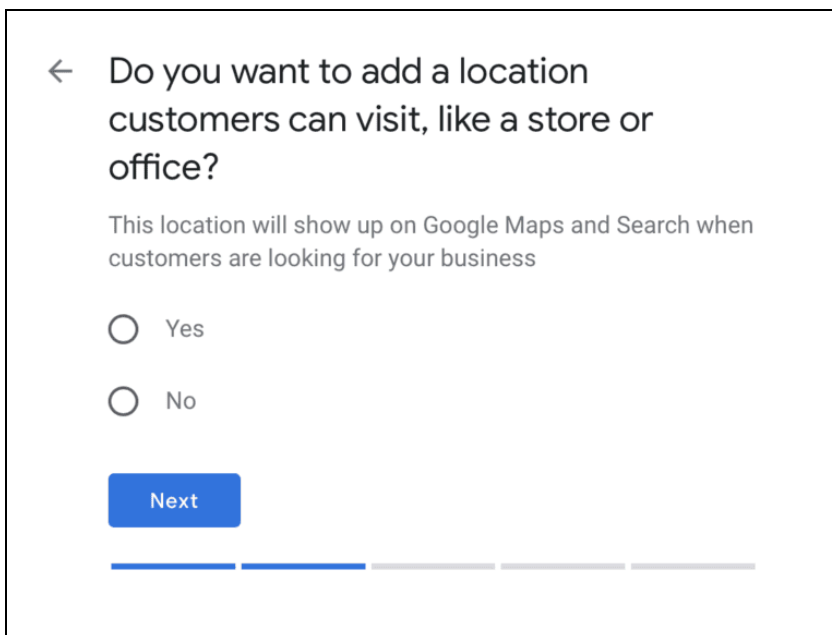 Do you want to add a location
customers can visit, like a store or
office?
This location will show up on Google Maps and Search when
customers are looking for your business
Yes
No
Next